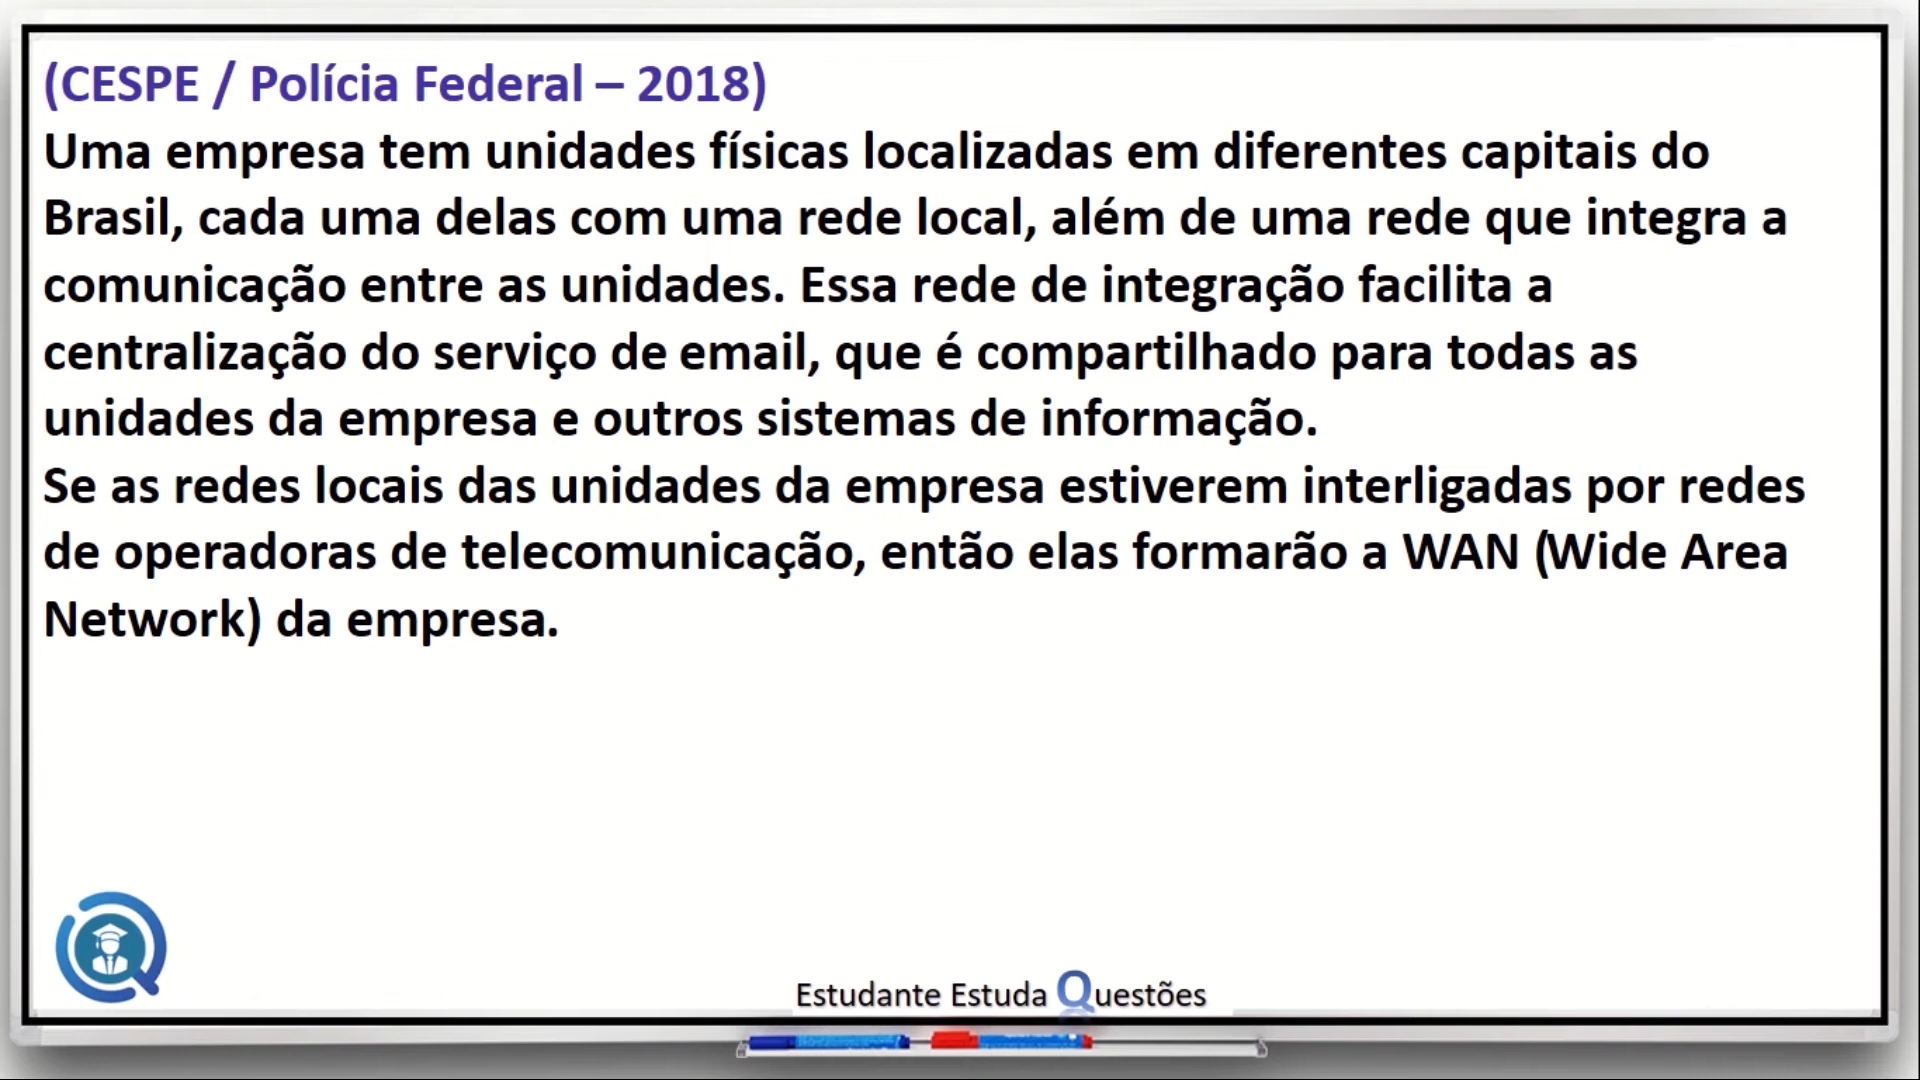 (CESPE / Polícia Federal – 2018)
Uma empresa tem unidades físicas localizadas em diferentes capitais do
Brasil, cada uma delas com uma rede local, além de uma rede que integra a
comunicação entre as unidades. Essa rede de integração facilita a
centralização do serviço de email, que é compartilhado para todas as
unidades da empresa e outros sistemas de informação.
Se as redes locais das unidades da empresa estiverem interligadas por redes
de operadoras de telecomunicação, então elas formarão a WAN (Wide Area
Network) da empresa.
Estudante Estuda Questões